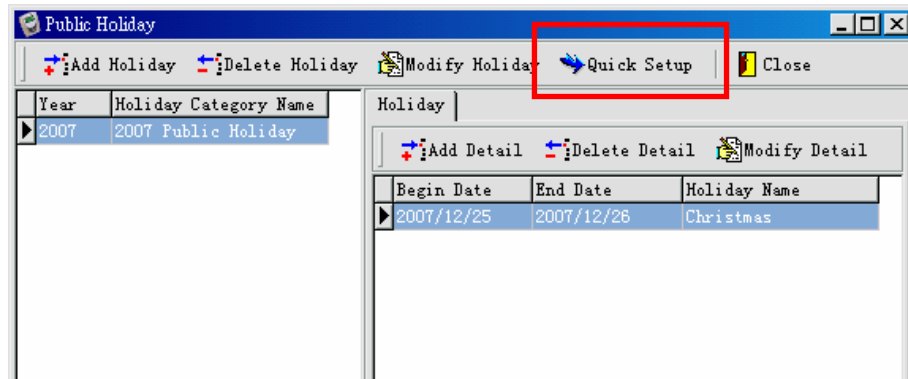 Public Holiday
Add Holiday Delete Holiday Modify Holiday Quick Setup Close
Year Holiday Category Name
2007 2007 Public Holiday
Holiday
Add Detail Delete Detail Modify Detail
Begin Date End Date Holiday Name
2007/12/25 2007/12/26 Christmas